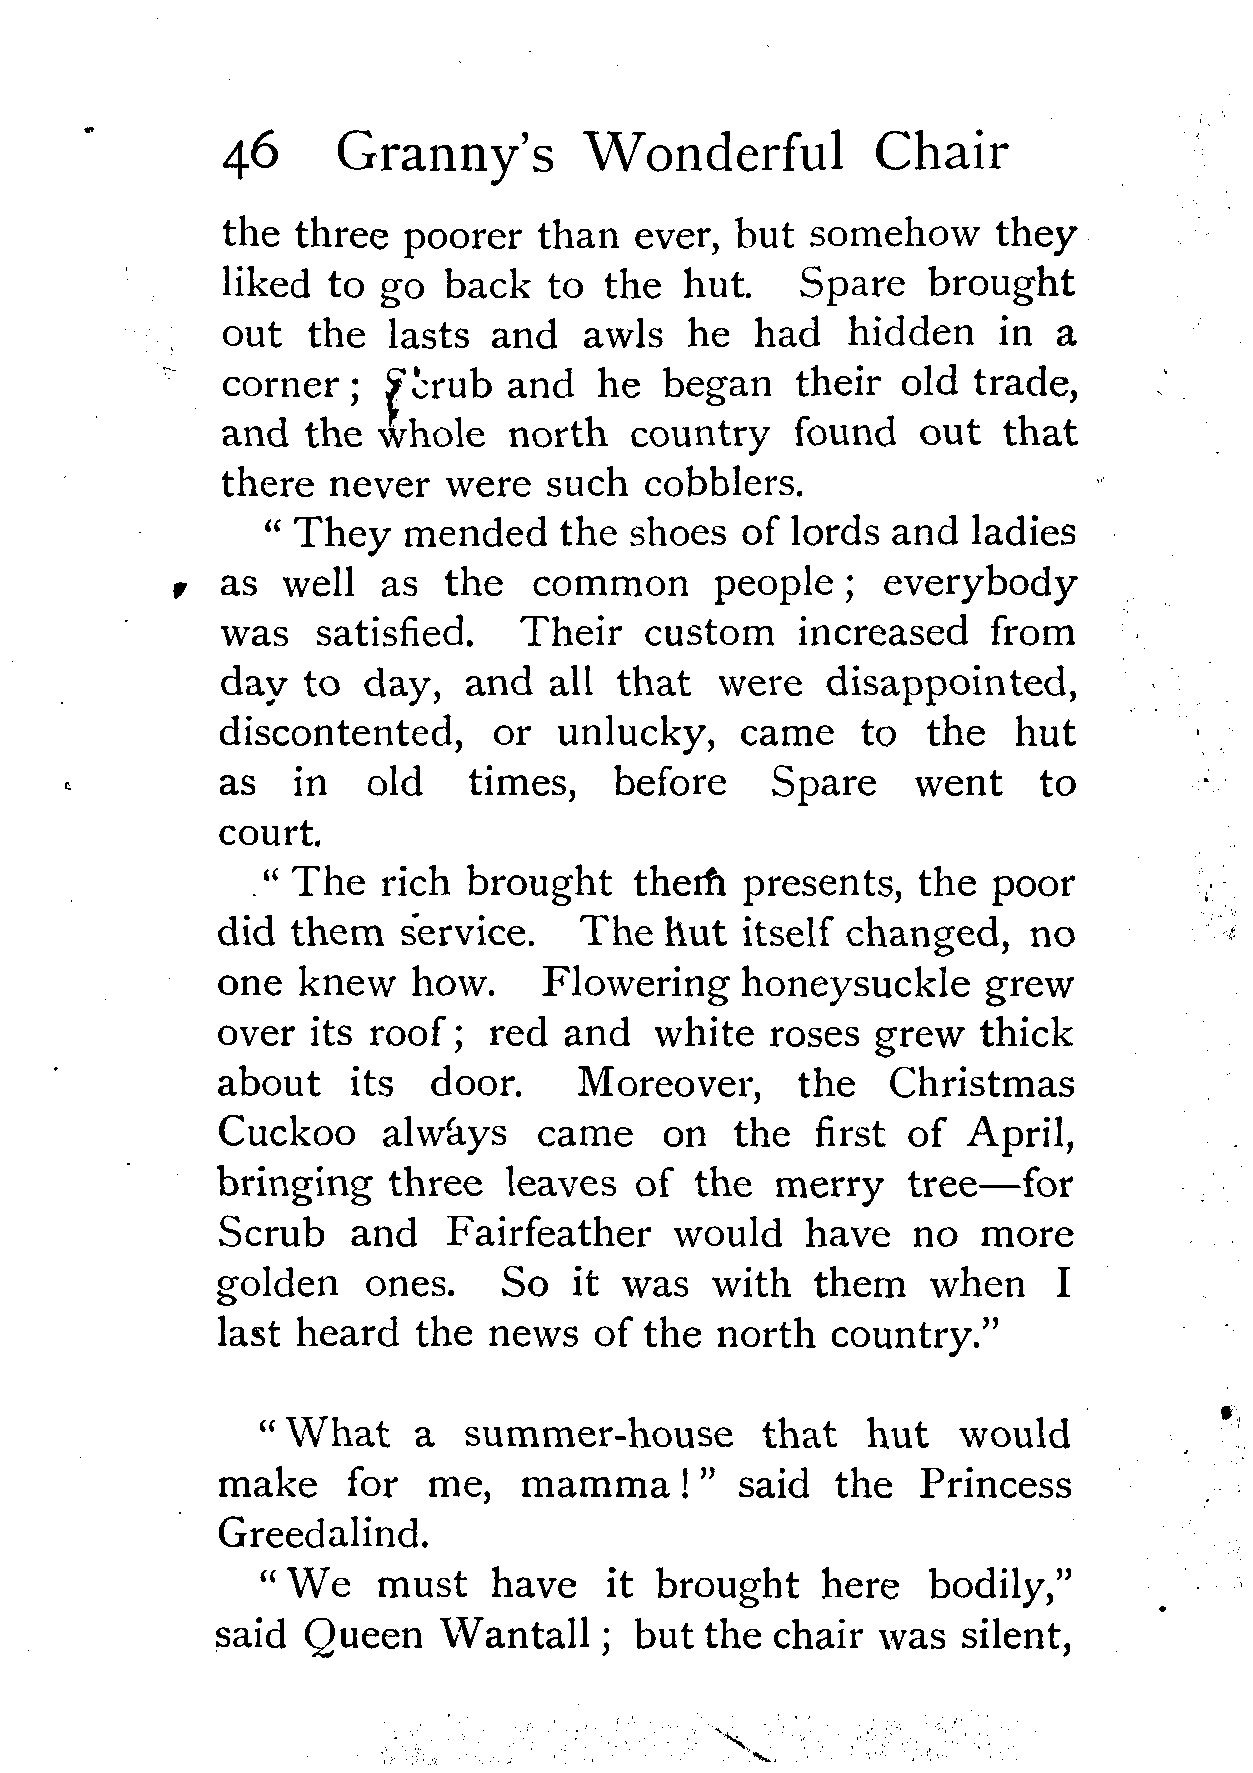 46 Granny's Wonderful Chair
the three poorer than ever, but somehow they
liked to go back to the hut. Spare brought
out the lasts and awls he had hidden in a
corner ; Scrub and he began their old trade,
and the whole north country found out that
there never were such cobblers.
" They mended the shoes of lords and ladies
as well as the common people ; everybody
was satisfied. Their custom increased from
day to day, and all that were disappointed,
discontented, or unlucky, came to the hut
as in old times, before Spare went to
court.
" The rich brought them presents, the poor
did them service. The hut itself changed, no
one knew how. Flowering honeysuckle grew
over its roof ; red and white roses grew thick
about its door. Moreover, the Christmas
Cuckoo always came on the first of April,
bringing three leaves of the merry tree—for
Scrub and Fairfeather would have no more
golden ones. So it was with them when I
last heard the news of the north country."
" What a summer-house that hut would
make for me, mamma ! " said the Princess
Greedalind.
" We must have it brought here bodily,"
said Queen Wantall ; but the chair was silent,